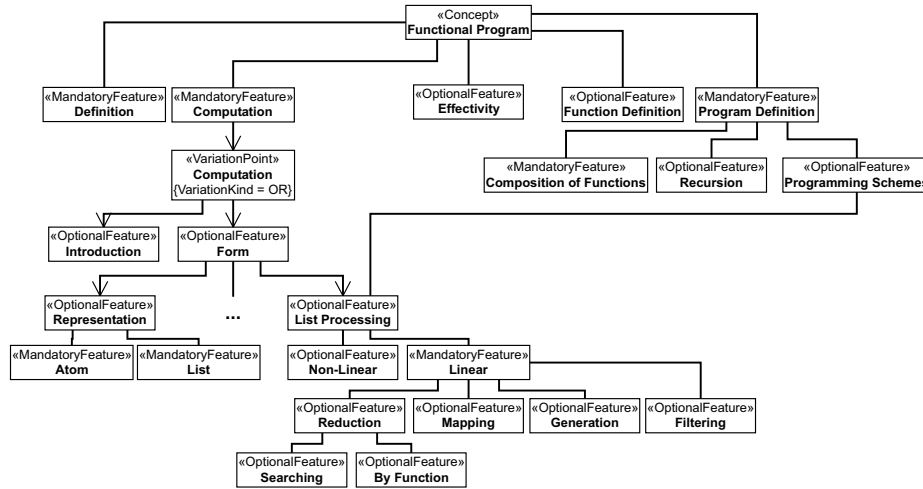 «Concept»
Functional Program
«MandatoryFeature»
Definition
«MandatoryFeature»
Computation
«OptionalFeature»
Effectivity
«OptionalFeature»
Function Definition
«MandatoryFeature»
Program Definition
«VariationPoint»
Computation
{VariationKind = OR}
«MandatoryFeature»
Composition of Functions
«OptionalFeature»
Recursion
«OptionalFeature»
Programming Schemes
«OptionalFeature»
Introduction
«OptionalFeature»
Form
«OptionalFeature»
Representation
...
«OptionalFeature»
List Processing
«MandatoryFeature»
Atom
«MandatoryFeature»
List
«OptionalFeature»
Non-Linear
«MandatoryFeature»
Linear
«OptionalFeature»
Reduction
«OptionalFeature»
Mapping
«OptionalFeature»
Generation
«OptionalFeature»
Filtering
«OptionalFeature»
Searching
«OptionalFeature»
By Function